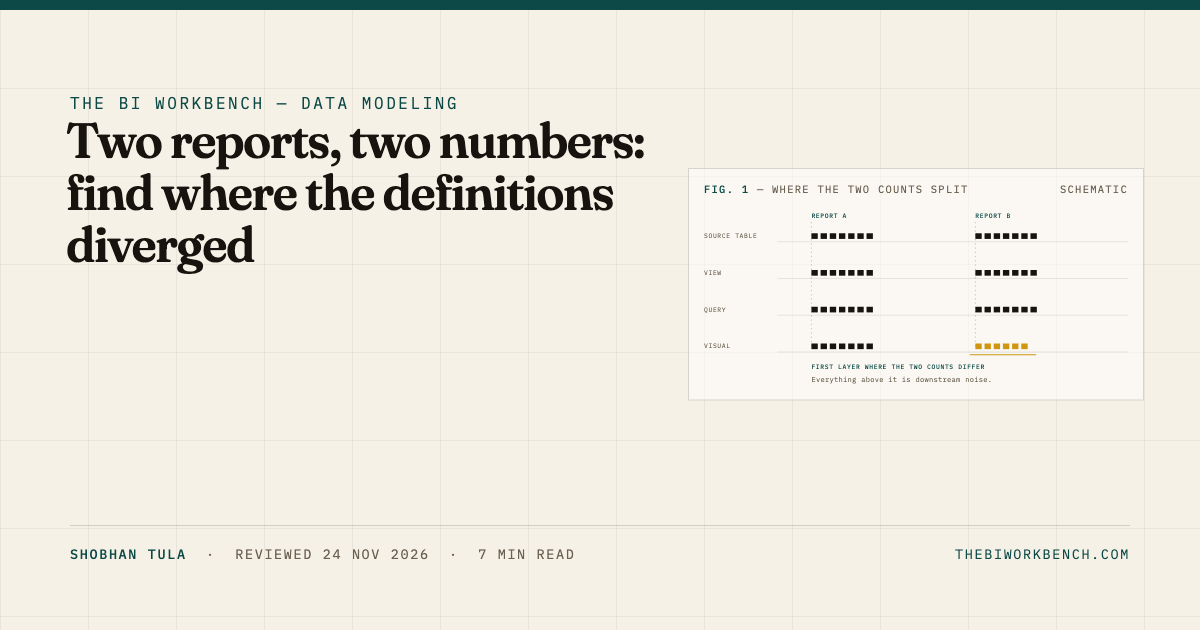 THE BI WORKBENCH — DATA MODELING
Two reports, two numbers:
find where the definitions
diverged
FIG. 1 — WHERE THE TWO COUNTS SPLIT SCHEMATIC
REPORT A REPORT B
SOURCE TABLE
VIEW
QUERY
VISUAL
FIRST LAYER WHERE THE TWO COUNTS DIFFER
Everything above it is downstream noise.
SHOBHAN TULA · REVIEWED 24 NOV 2026 · 7 MIN READ
THEBIWORKBENCH.COM